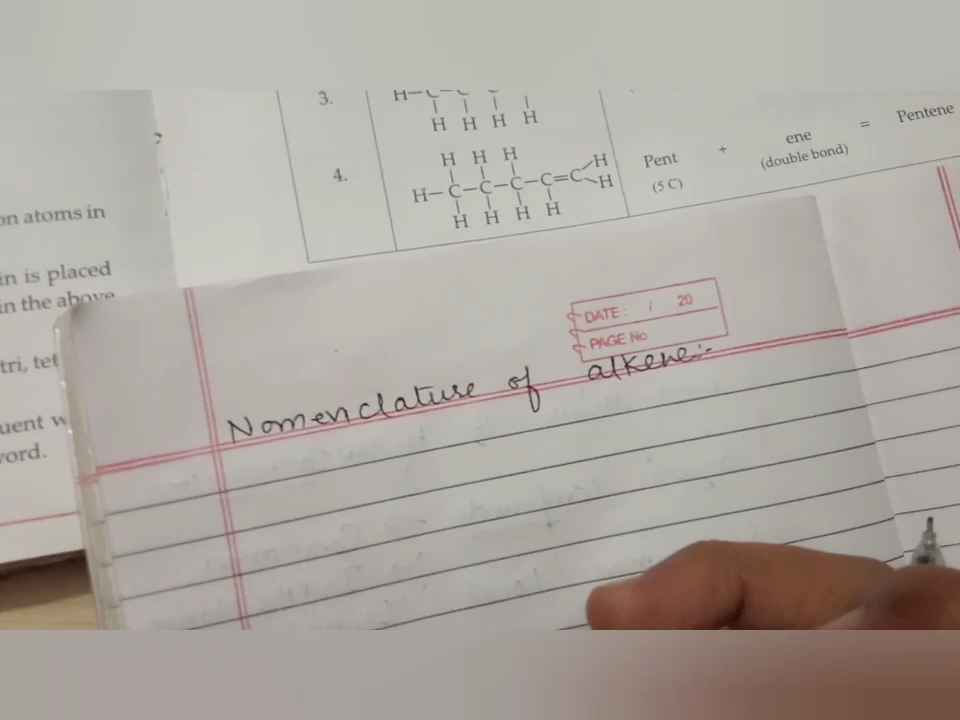 3.
H–C–C
H H H H
4.
H H H
H–C–C–C–C=C
H
H
H H H H
Pent + ene = Pentene
(5 C) (double bond)
on atoms in
in is placed
in the above
tri, tet
uent w
ord.
DATE: / 20
PAGE No
Nomenclature of alkene:-